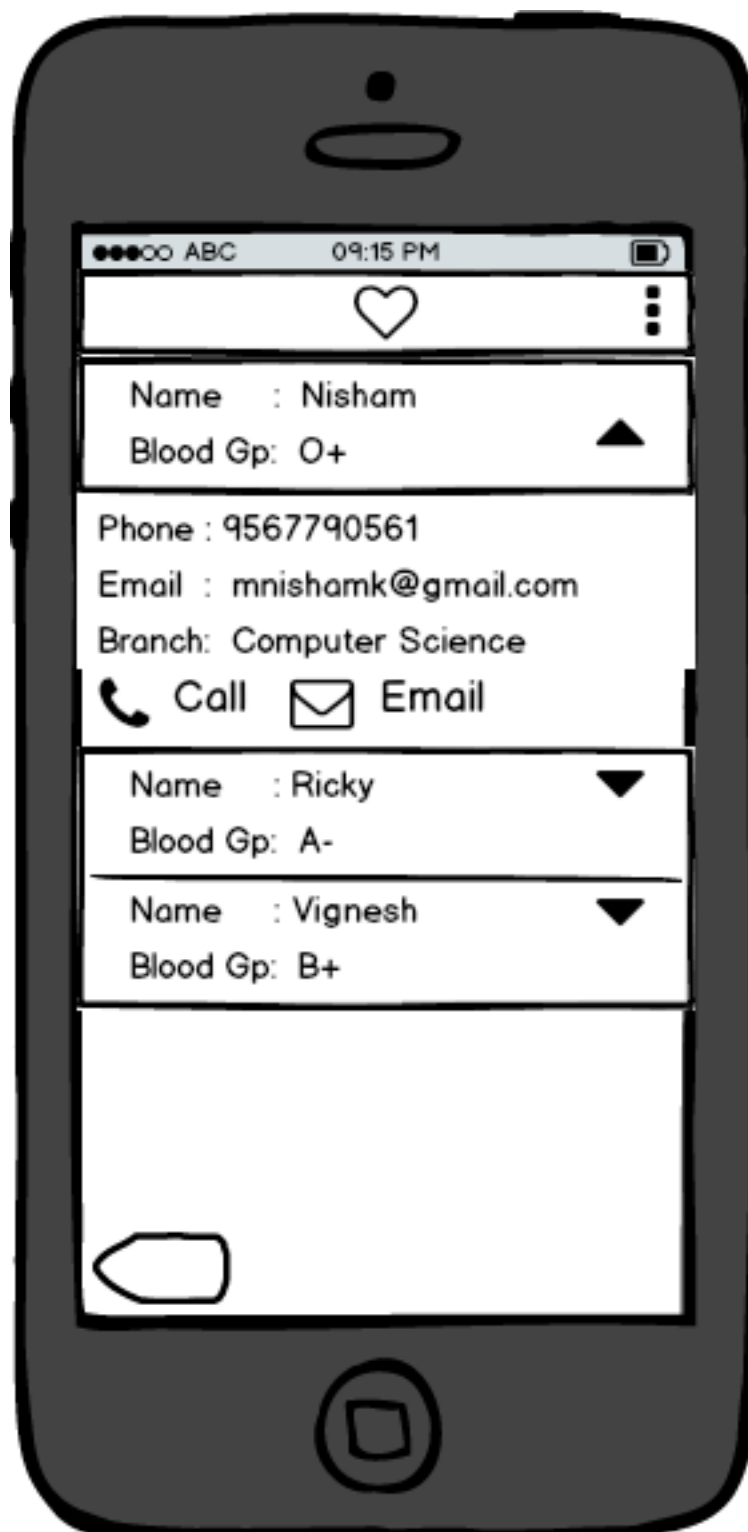 ABC 09:15 PM
Name : Nisham
Blood Gp: O+
Phone : 9567790561
Email : mnishamk@gmail.com
Branch: Computer Science
Call Email
Name : Ricky
Blood Gp: A-
Name : Vignesh
Blood Gp: B+